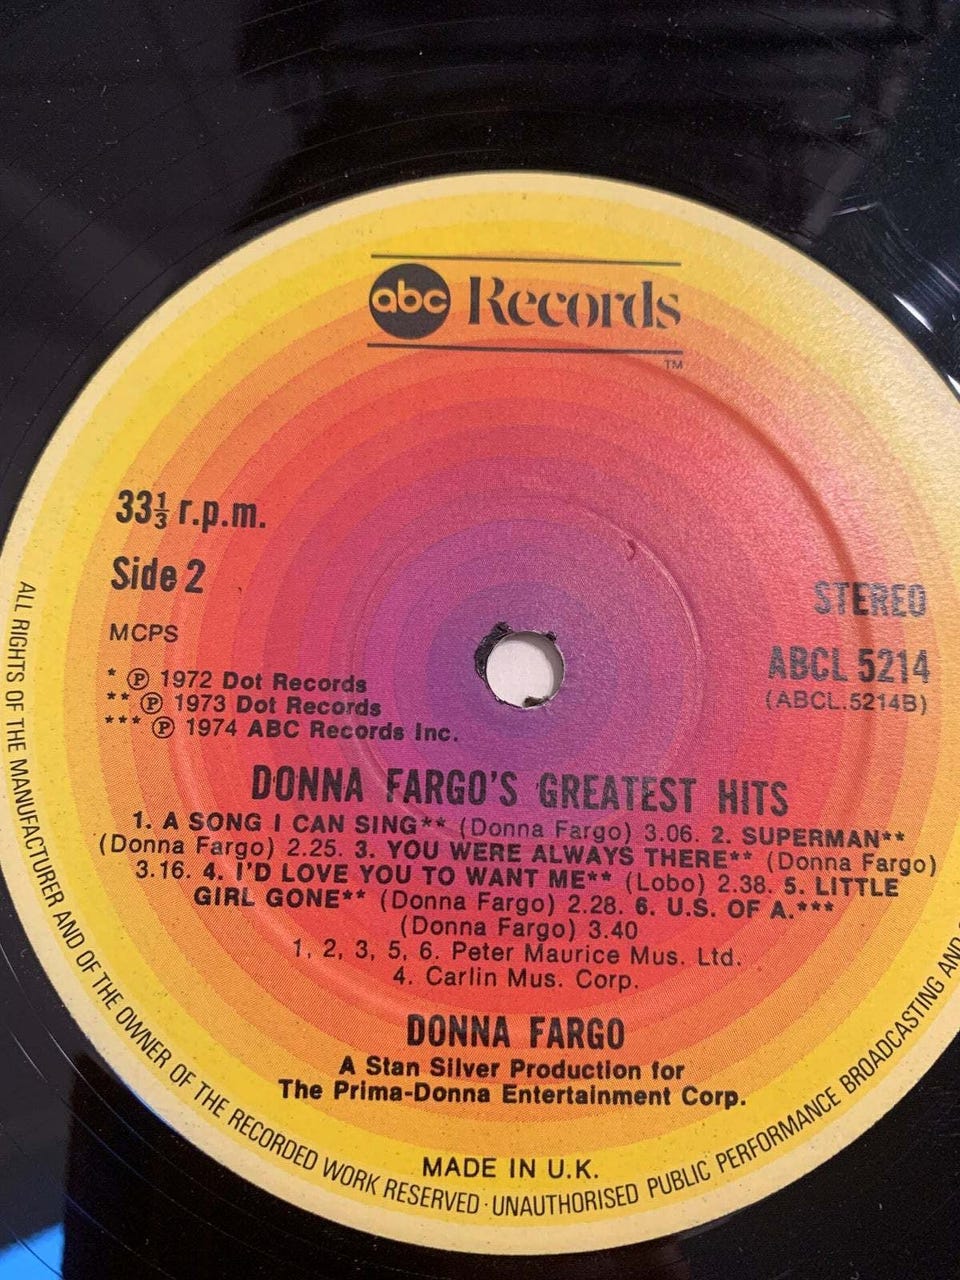 abc Records
TM
33⅓ r.p.m.
Side 2
MCPS
STEREO
ABCL 5214
(ABCL.5214B)
* ℗ 1972 Dot Records
** ℗ 1973 Dot Records
*** ℗ 1974 ABC Records Inc.
DONNA FARGO'S GREATEST HITS
1. A SONG I CAN SING** (Donna Fargo) 3.06. 2. SUPERMAN**
(Donna Fargo) 2.25. 3. YOU WERE ALWAYS THERE** (Donna Fargo)
3.16. 4. I'D LOVE YOU TO WANT ME** (Lobo) 2.38. 5. LITTLE
GIRL GONE** (Donna Fargo) 2.28. 6. U.S. OF A.***
(Donna Fargo) 3.40
1, 2, 3, 5, 6. Peter Maurice Mus. Ltd.
4. Carlin Mus. Corp.
DONNA FARGO
A Stan Silver Production for
The Prima-Donna Entertainment Corp.
MADE IN U.K.
ALL RIGHTS OF THE MANUFACTURER AND OF THE OWNER OF THE RECORDED WORK RESERVED · UNAUTHORISED PUBLIC PERFORMANCE BROADCASTING AND